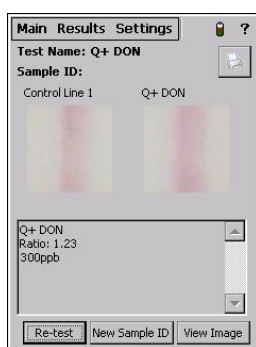 Main Results Settings ?
Test Name: Q+ DON
Sample ID:
Control Line 1 Q+ DON
Q+ DON
Ratio: 1.23
300ppb
Re-test New Sample ID View Image